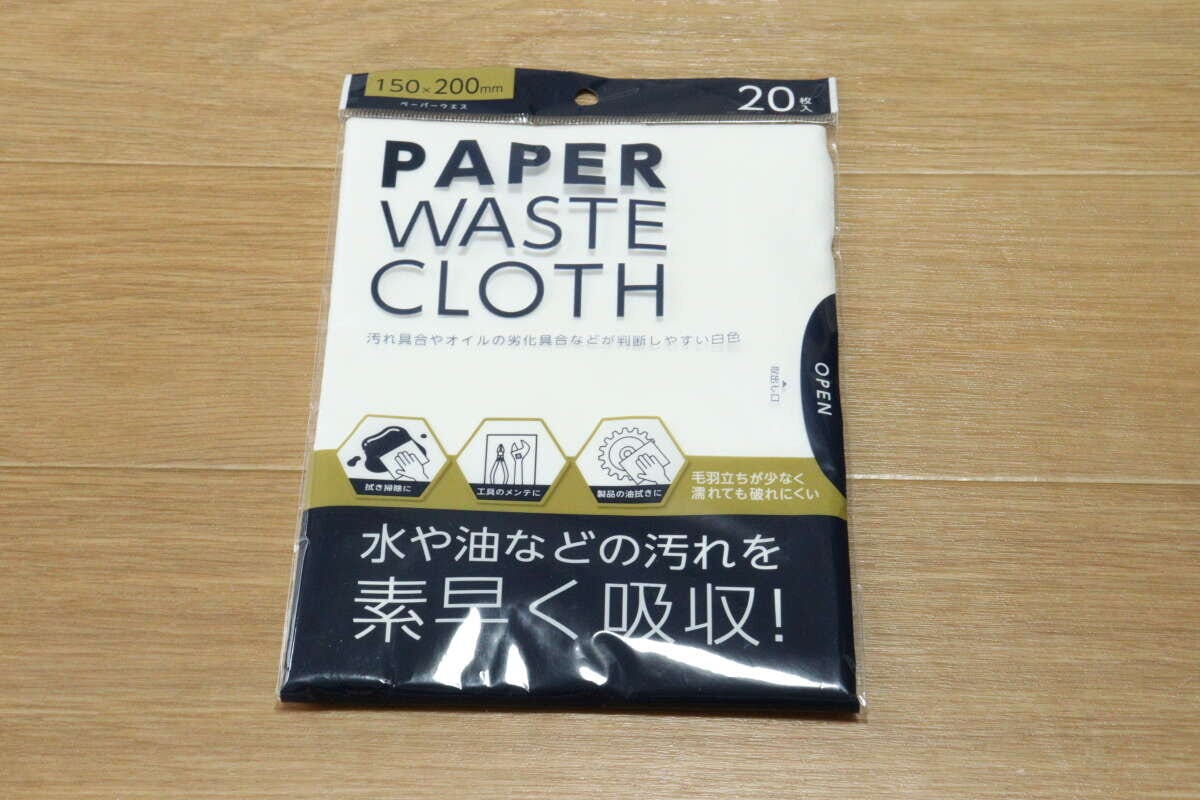 150×200mm
ペーパーウエス
20枚入
PAPER
WASTE
CLOTH
汚れ具合やオイルの劣化具合などが判断しやすい白色
取出し口
OPEN
拭き掃除に
工具のメンテに
製品の油拭きに
毛羽立ちが少なく
濡れても破れにくい
水や油などの汚れを
素早く吸収!